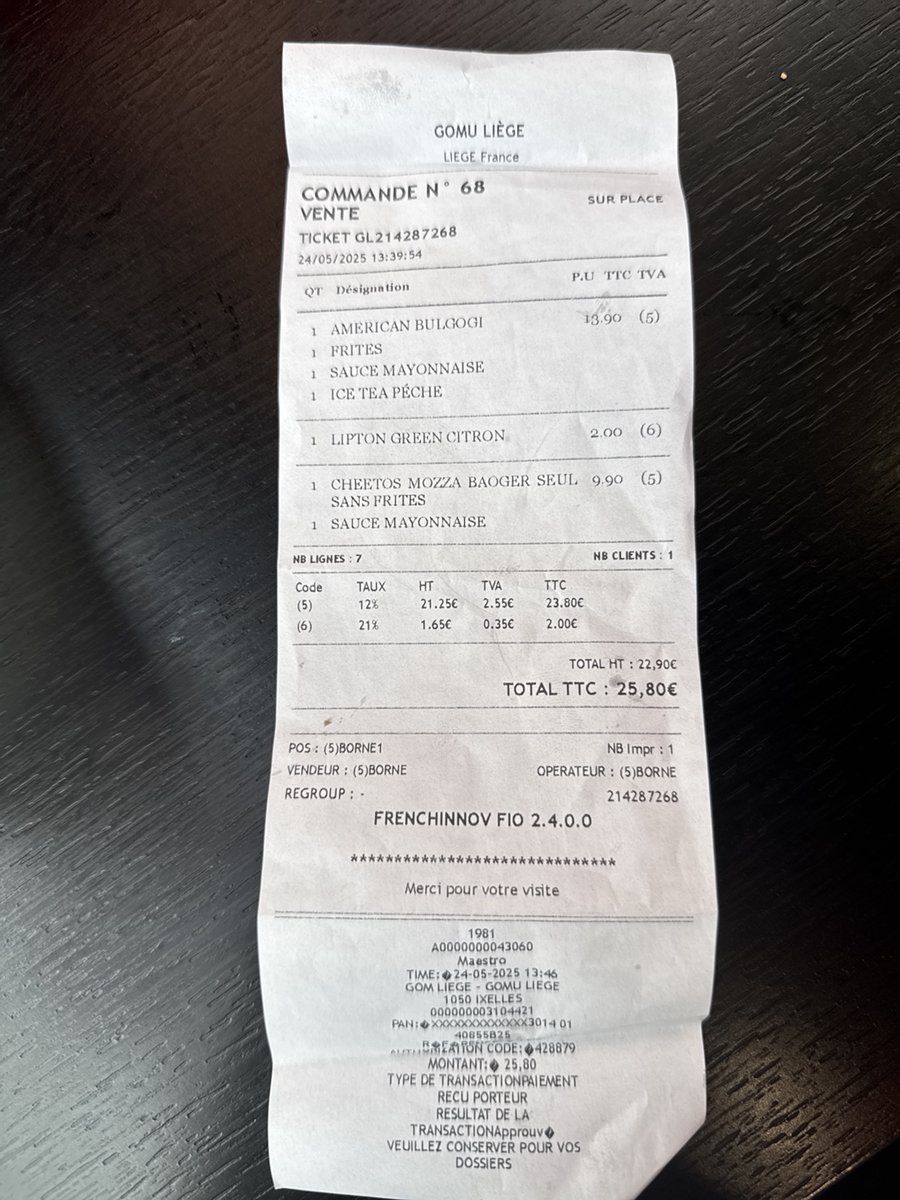 GOMU LIÈGE
LIEGE France
COMMANDE N° 68
VENTE SUR PLACE
TICKET GL214287268
24/05/2025 13:39:54
QT Désignation P.U TTC TVA
1 AMERICAN BULGOGI 13.90 (5)
1 FRITES
1 SAUCE MAYONNAISE
1 ICE TEA PÉCHE
1 LIPTON GREEN CITRON 2.00 (6)
1 CHEETOS MOZZA BAOGER SEUL 9.90 (5)
SANS FRITES
1 SAUCE MAYONNAISE
NB LIGNES : 7 NB CLIENTS : 1
Code TAUX HT TVA TTC
(5) 12% 21.25€ 2.55€ 23.80€
(6) 21% 1.65€ 0.35€ 2.00€
TOTAL HT : 22,90€
TOTAL TTC : 25,80€
POS : (5)BORNE1 NB Impr : 1
VENDEUR : (5)BORNE OPERATEUR : (5)BORNE
REGROUP : - 214287268
FRENCHINNOV FIO 2.4.0.0
******************************
Merci pour votre visite
1981
A0000000043060
Maestro
TIME:�24-05-2025 13:46
GOM LIEGE - GOMU LIEGE
1050 IXELLES
000000003104421
PAN:�XXXXXXXXXXXXX3014 01
40855B25
CODE:�428879
MONTANT:� 25,80
TYPE DE TRANSACTIONPAIEMENT
RECU PORTEUR
RESULTAT DE LA
TRANSACTIONApprouv�
VEUILLEZ CONSERVER POUR VOS
DOSSIERS